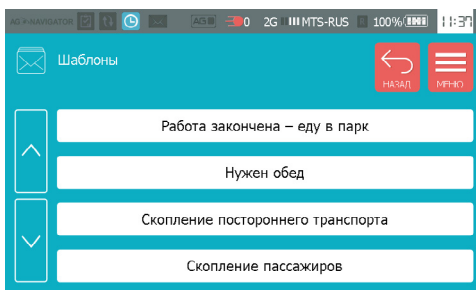 AG NAVIGATOR AG 0 2G MTS-RUS 100% 11:37
Шаблоны
НАЗАД МЕНЮ
Работа закончена – еду в парк
Нужен обед
Скопление постороннего транспорта
Скопление пассажиров